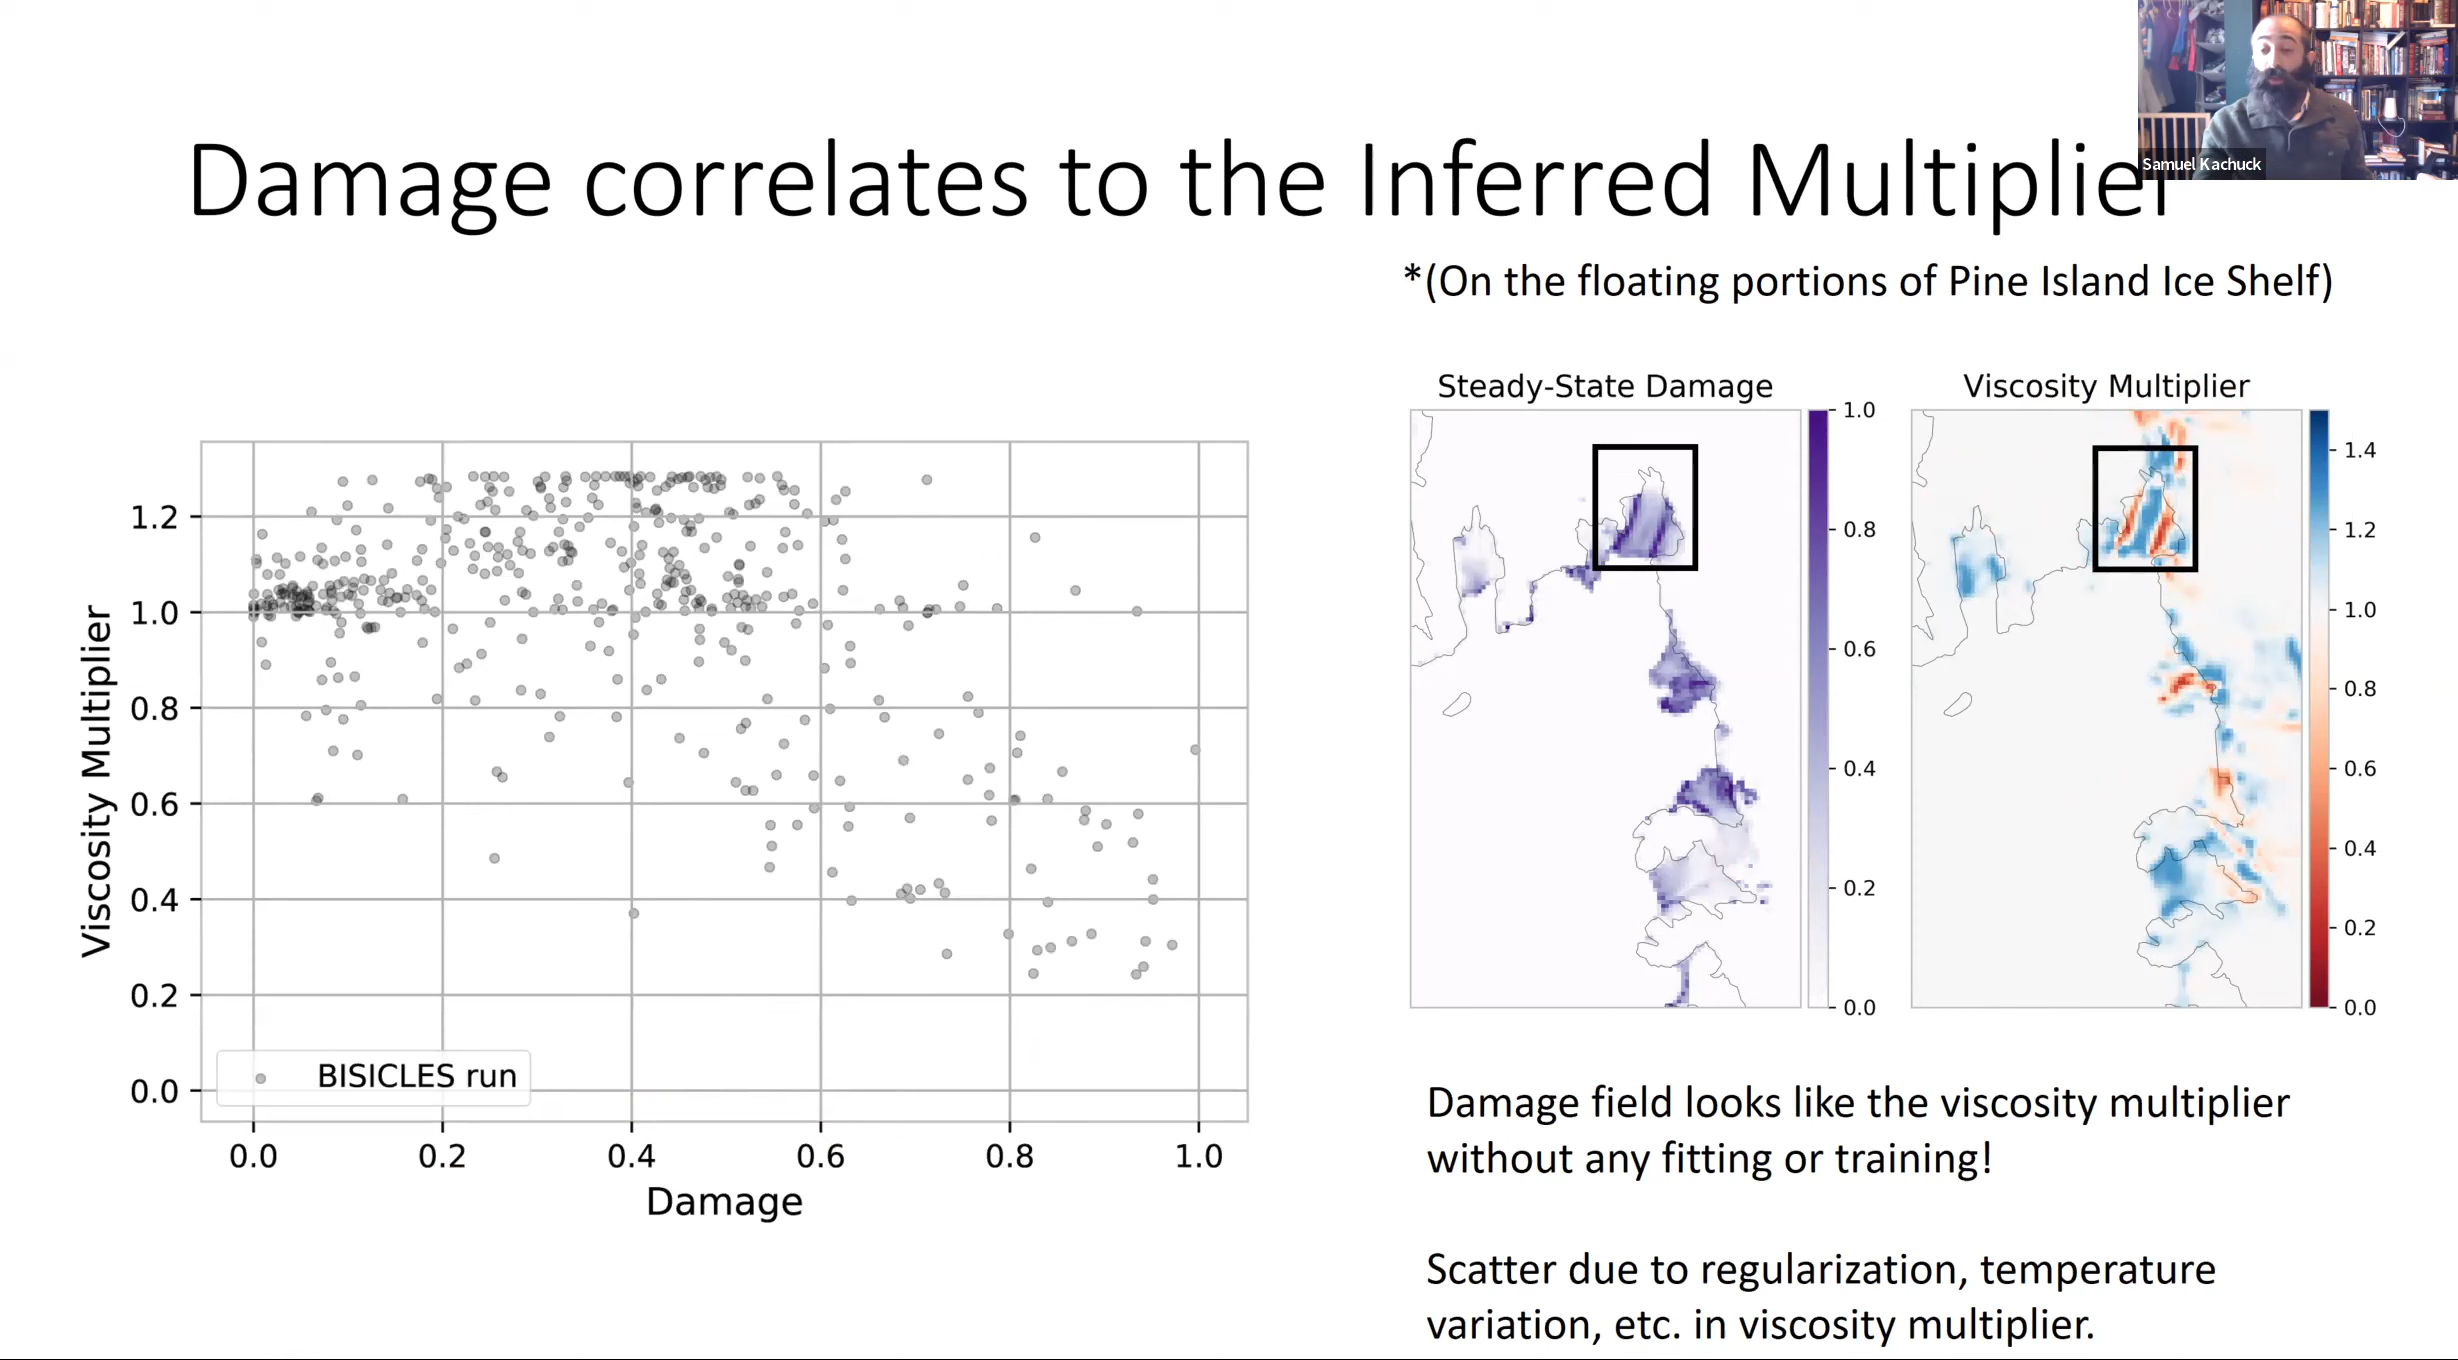 Samuel Kachuck
Damage correlates to the Inferred Multiplier
*(On the floating portions of Pine Island Ice Shelf)
Viscosity Multiplier
1.2
1.0
0.8
0.6
0.4
0.2
0.0
BISICLES run
0.0 0.2 0.4 0.6 0.8 1.0
Damage
Steady-State Damage
1.0
0.8
0.6
0.4
0.2
0.0
Viscosity Multiplier
1.4
1.2
1.0
0.8
0.6
0.4
0.2
0.0
Damage field looks like the viscosity multiplier
without any fitting or training!
Scatter due to regularization, temperature
variation, etc. in viscosity multiplier.